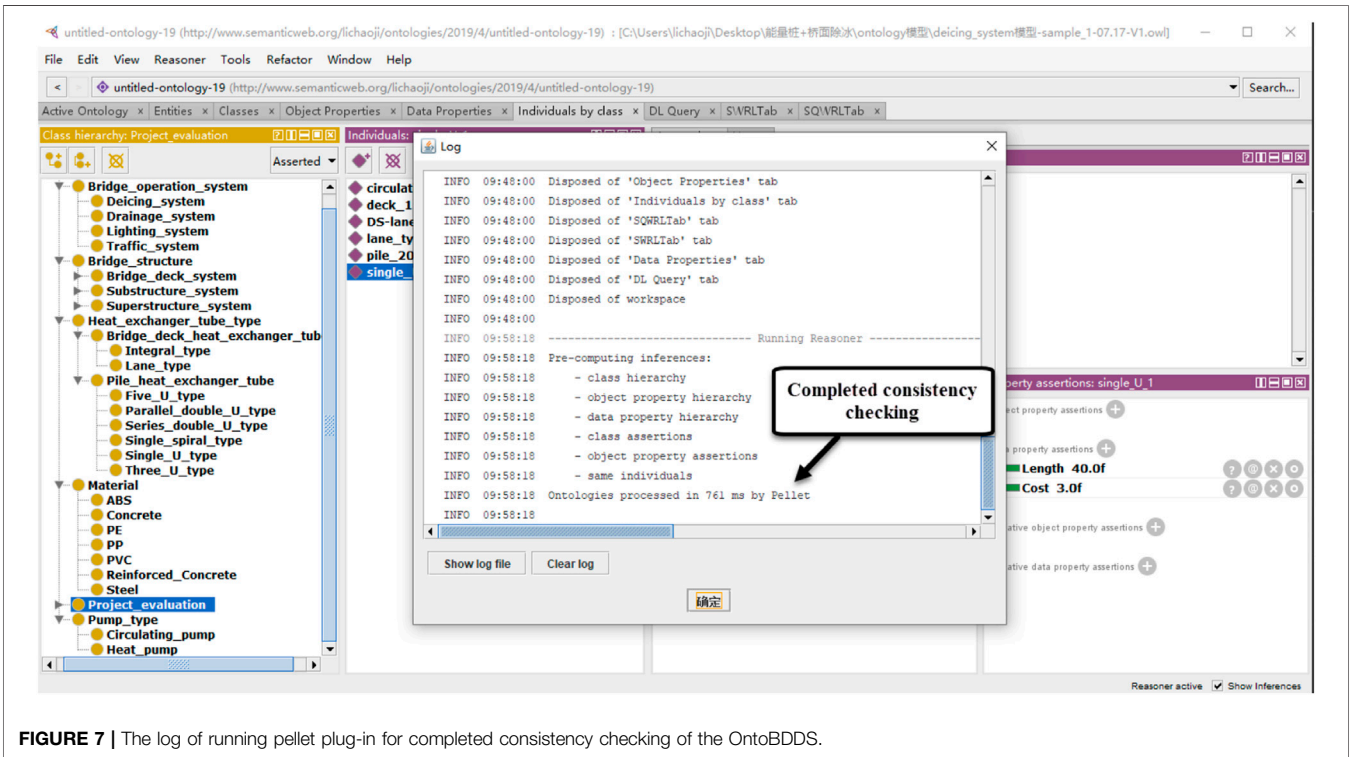 untitled-ontology-19 (http://www.semanticweb.org/lichaoji/ontologies/2019/4/untitled-ontology-19) : [C:\Users\lichaoji\Desktop\能量桩+桥面除冰\ontology模型\deicing_system模型-sample_1-07.17-V1.owl]
File Edit View Reasoner Tools Refactor Window Help
< > untitled-ontology-19 (http://www.semanticweb.org/lichaoji/ontologies/2019/4/untitled-ontology-19) Search...
Active Ontology × Entities × Classes × Object Properties × Data Properties × Individuals by class × DL Query × SWRLTab × SQWRLTab ×
Class hierarchy: Project_evaluation
Asserted
Bridge_operation_system
Deicing_system
Drainage_system
Lighting_system
Traffic_system
Bridge_structure
Bridge_deck_system
Substructure_system
Superstructure_system
Heat_exchanger_tube_type
Bridge_deck_heat_exchanger_tub
Integral_type
Lane_type
Pile_heat_exchanger_tube
Five_U_type
Parallel_double_U_type
Series_double_U_type
Single_spiral_type
Single_U_type
Three_U_type
Material
ABS
Concrete
PE
PP
PVC
Reinforced_Concrete
Steel
Project_evaluation
Pump_type
Circulating_pump
Heat_pump
Individuals:
circulat
deck_1
DS-lane
lane_ty
pile_20
single_
Log
INFO 09:48:00 Disposed of 'Object Properties' tab
INFO 09:48:00 Disposed of 'Individuals by class' tab
INFO 09:48:00 Disposed of 'SQWRLTab' tab
INFO 09:48:00 Disposed of 'SWRLTab' tab
INFO 09:48:00 Disposed of 'Data Properties' tab
INFO 09:48:00 Disposed of 'DL Query' tab
INFO 09:48:00 Disposed of workspace
INFO 09:48:00
INFO 09:58:18 ------------------------------- Running Reasoner -----------------
INFO 09:58:18 Pre-computing inferences:
INFO 09:58:18 - class hierarchy
INFO 09:58:18 - object property hierarchy
INFO 09:58:18 - data property hierarchy
INFO 09:58:18 - class assertions
INFO 09:58:18 - object property assertions
INFO 09:58:18 - same individuals
INFO 09:58:18 Ontologies processed in 761 ms by Pellet
INFO 09:58:18
Completed consistency
checking
Show log file Clear log
确定
perty assertions: single_U_1
ect property assertions
a property assertions
Length 40.0f
Cost 3.0f
ative object property assertions
ative data property assertions
Reasoner active Show Inferences
FIGURE 7 | The log of running pellet plug-in for completed consistency checking of the OntoBDDS.